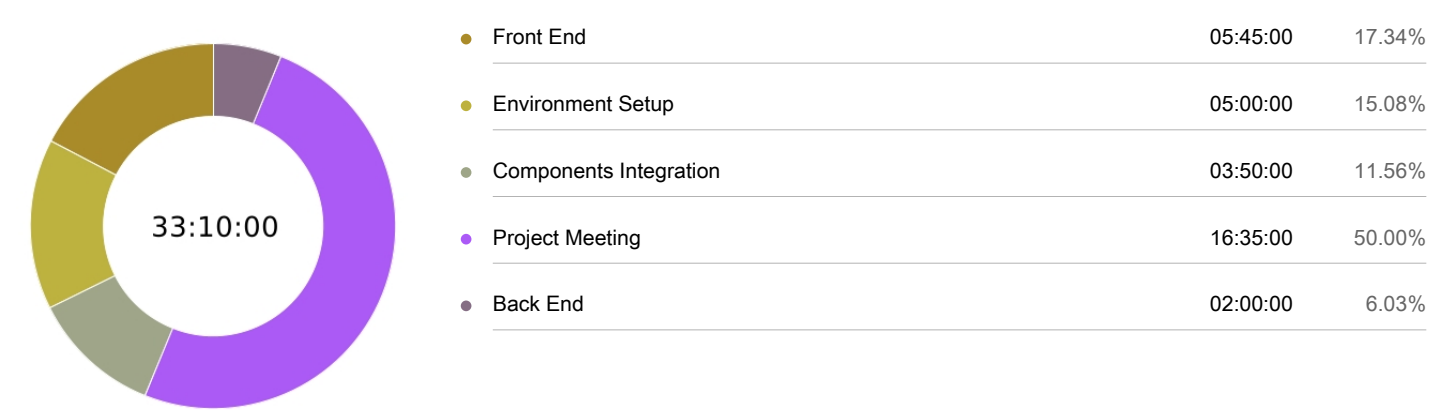 33:10:00
Front End 05:45:00 17.34%
Environment Setup 05:00:00 15.08%
Components Integration 03:50:00 11.56%
Project Meeting 16:35:00 50.00%
Back End 02:00:00 6.03%